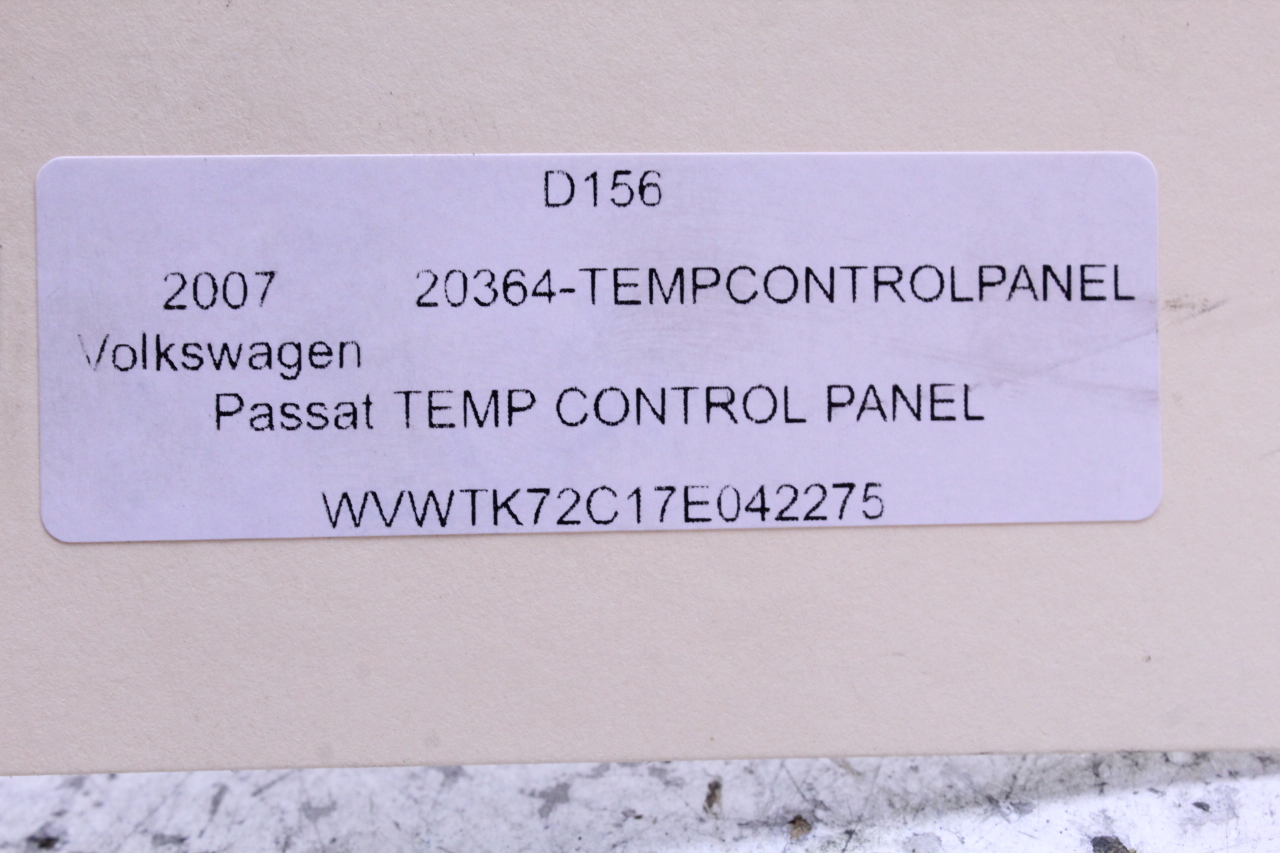 D156
2007 20364-TEMPCONTROLPANEL
Volkswagen
Passat TEMP CONTROL PANEL
WVWTK72C17E042275